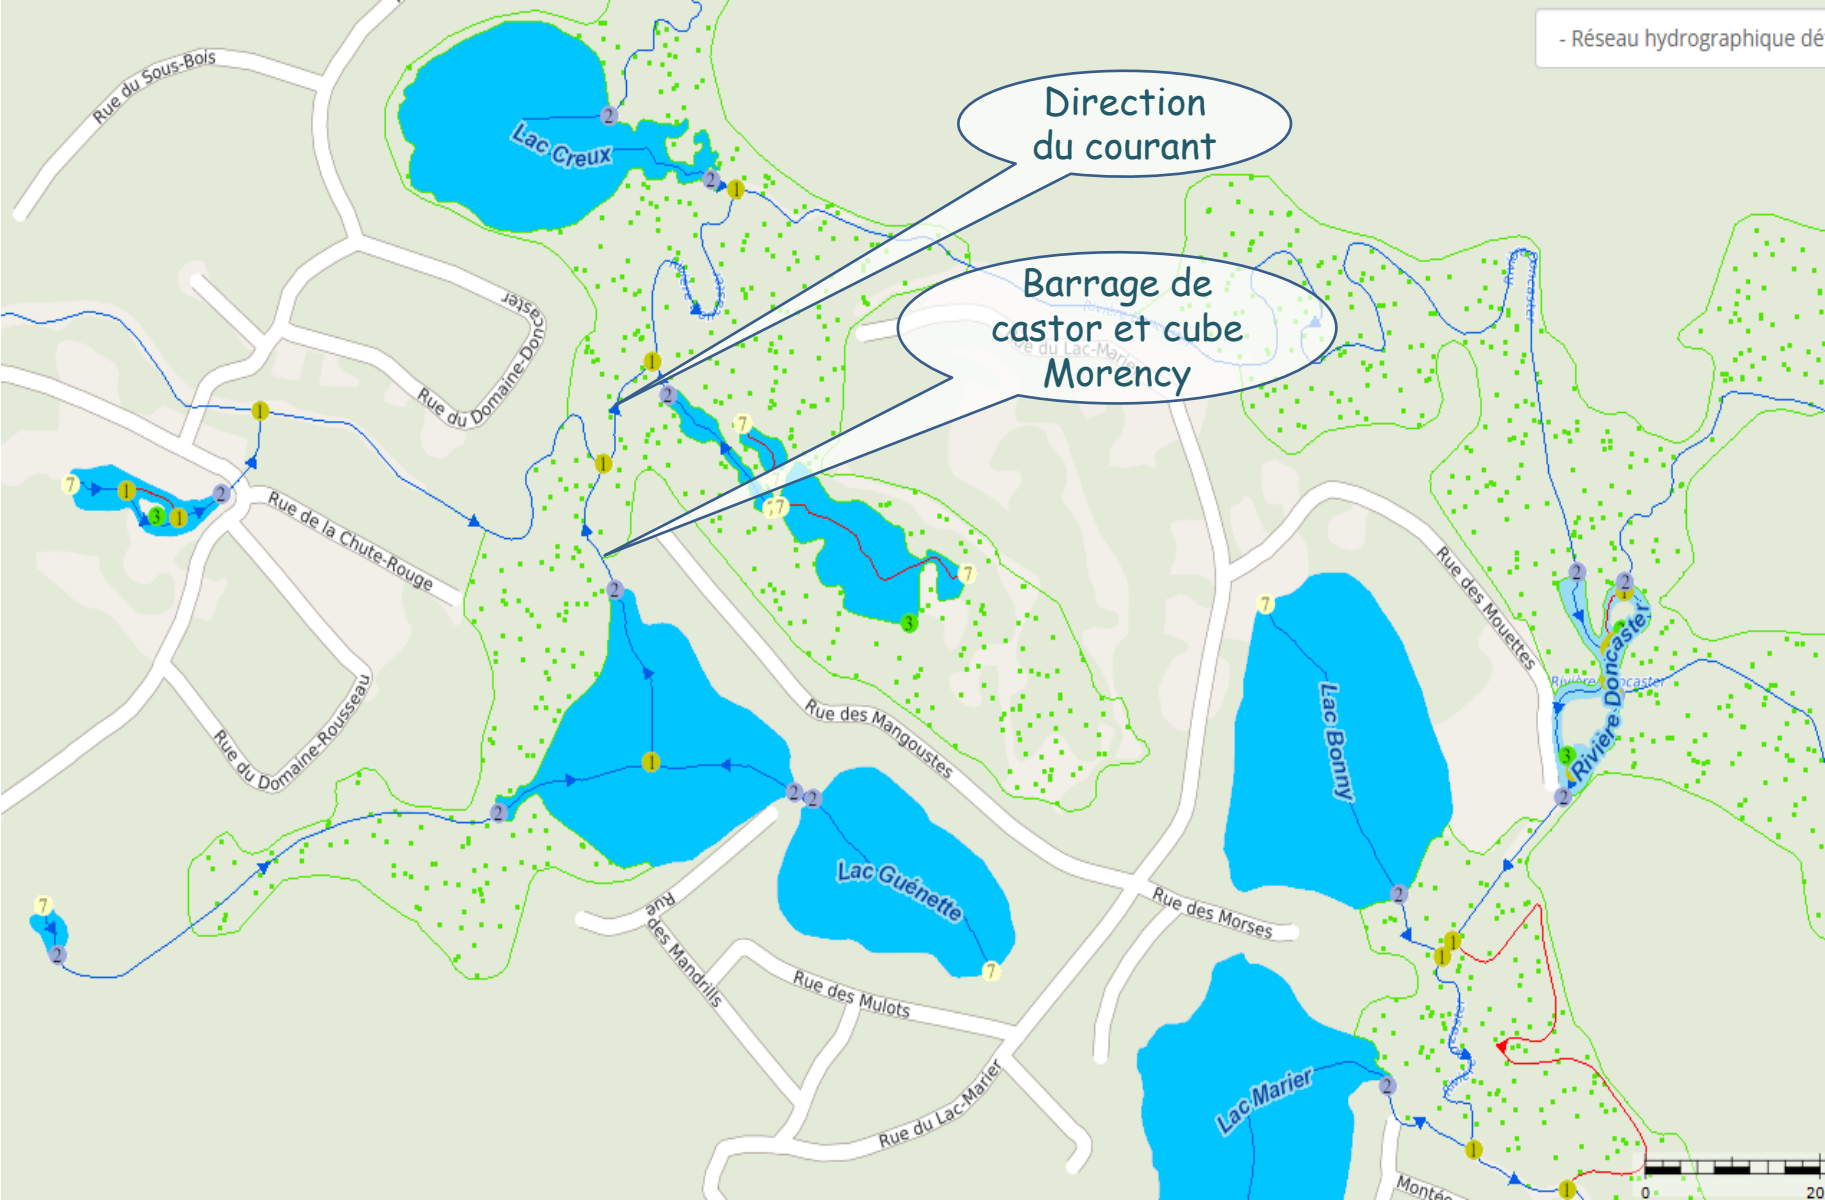 - Réseau hydrographique dé
Rue du Sous-Bois
Direction
du courant
Lac Creux
Barrage de
castor et cube
Morency
Rue du Domaine-Doncaster
Rue de la Chute-Rouge
Rue des Mouettes
Rivière Doncaster
Lac Bonny
Rue du Domaine-Rousseau
Rue des Mangoustes
Lac Guénette
Rue des Morses
Rue des Mandrills
Rue des Mulots
Rue du Lac-Marier
Lac Marier
Montée
0
20